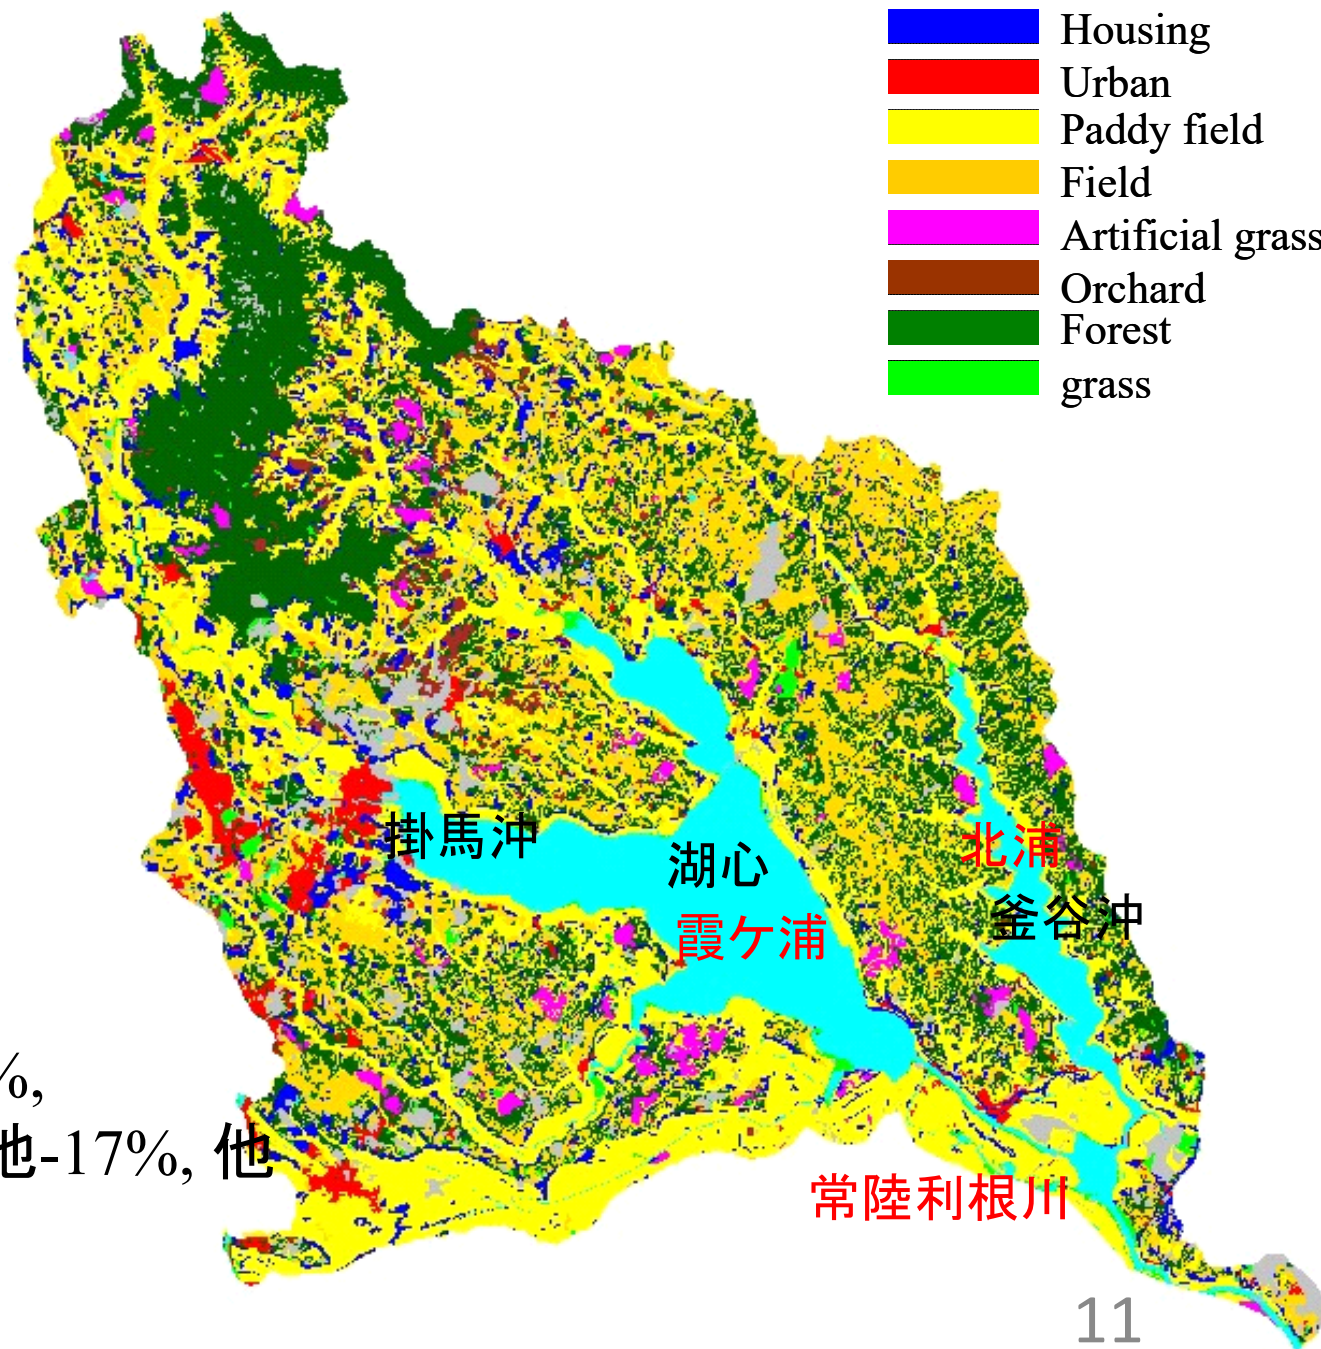 Housing
Urban
Paddy field
Field
Artificial grass
Orchard
Forest
grass
掛馬沖
湖心
霞ケ浦
北浦
釜谷沖
%,
地-17%, 他
常陸利根川
11